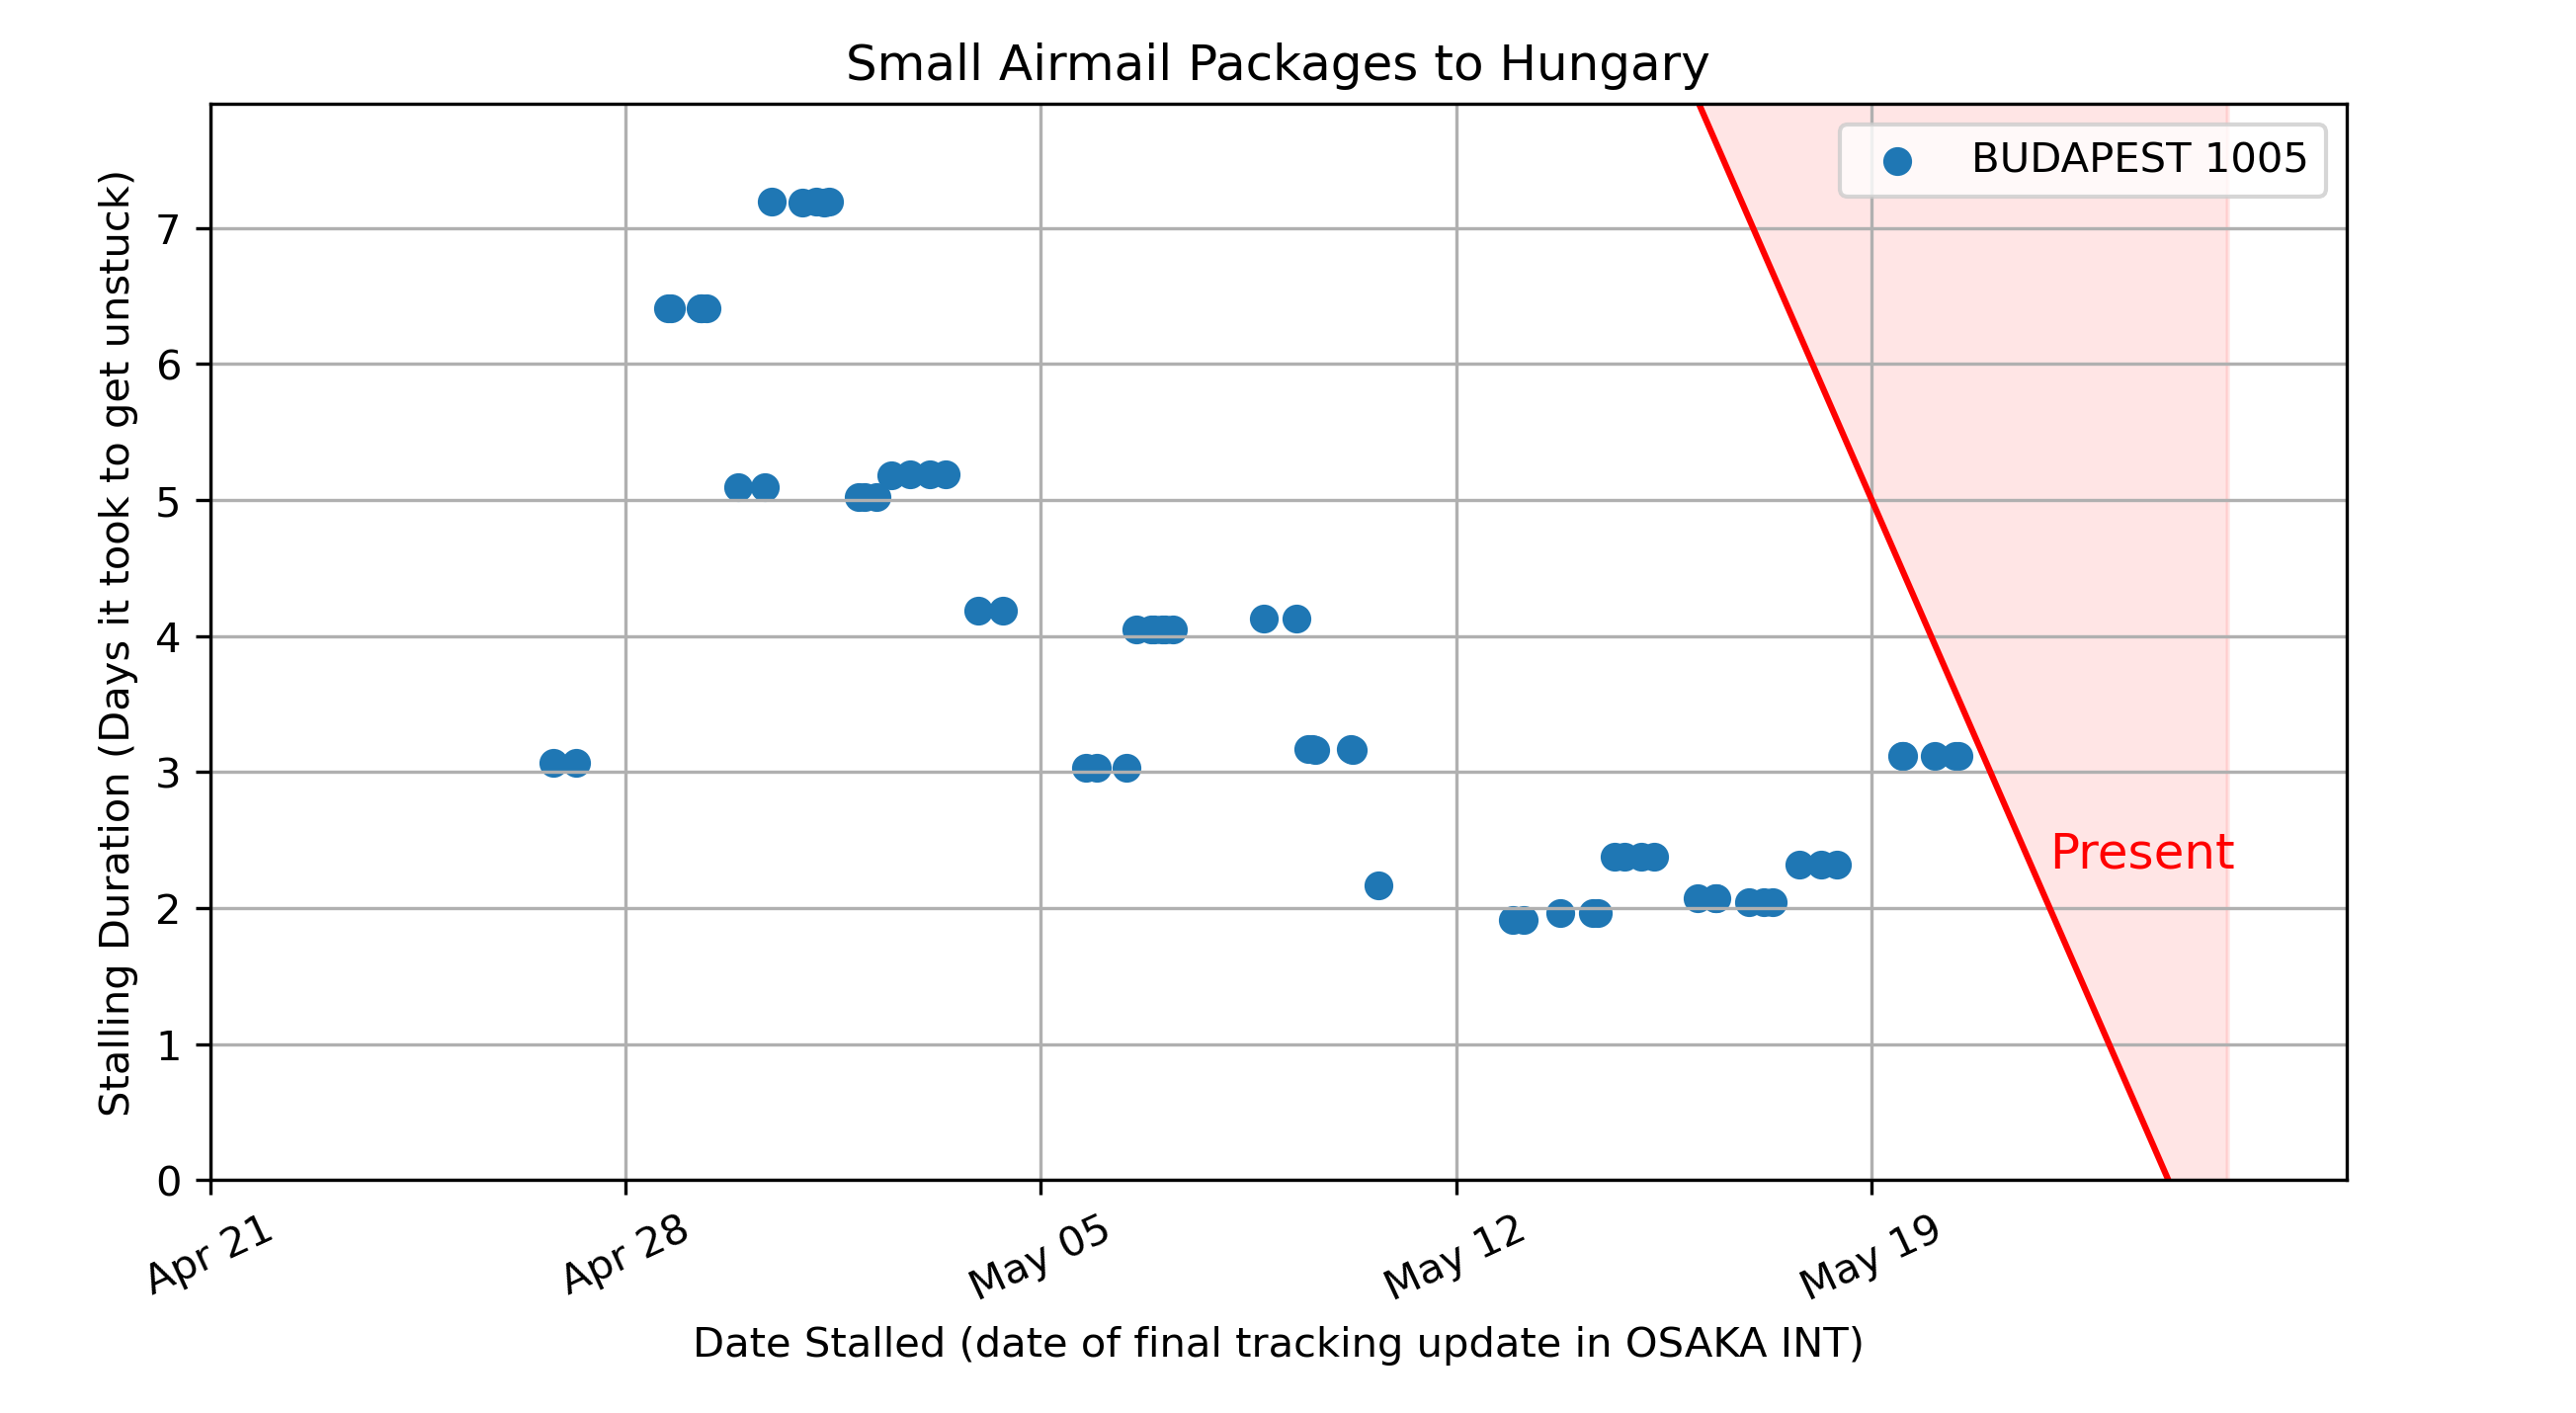 Small Airmail Packages to Hungary
BUDAPEST 1005
Stalling Duration (Days it took to get unstuck)
7
6
5
4
3
2
1
0
Present
Apr 21
Apr 28
May 05
May 12
May 19
Date Stalled (date of final tracking update in OSAKA INT)